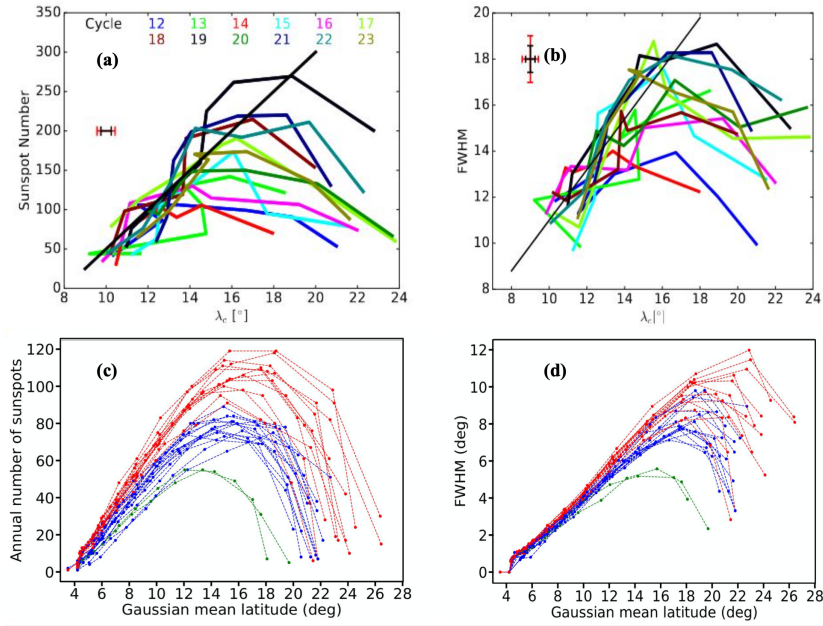 Cycle 12 13 14 15 16 17
18 19 20 21 22 23
(a)
350
300
250
200
150
100
50
0
Sunspot Number
8 10 12 14 16 18 20 22 24
λc [°]
(b)
20
18
16
14
12
10
8
FWHM
8 10 12 14 16 18 20 22 24
λc|°|
(c)
120
100
80
60
40
20
0
Annual number of sunspots
4 6 8 10 12 14 16 18 20 22 24 26 28
Gaussian mean latitude (deg)
(d)
12
10
8
6
4
2
0
FWHM (deg)
4 6 8 10 12 14 16 18 20 22 24 26 28
Gaussian mean latitude (deg)